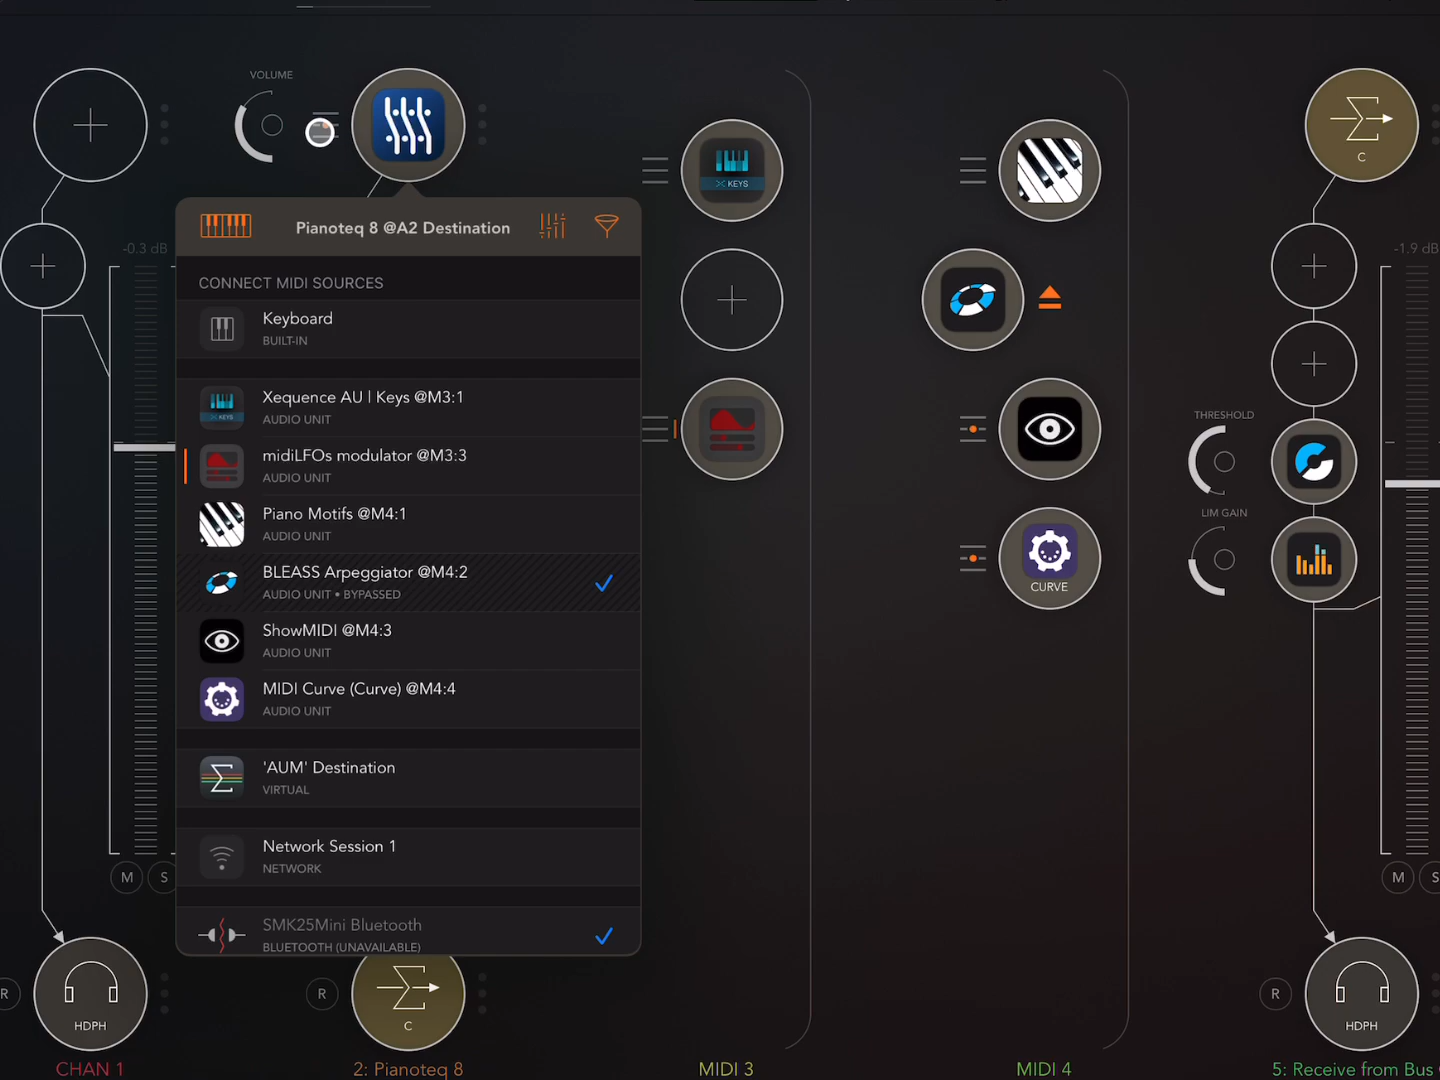 VOLUME
KEYS
C
-0.3 dB
-1.9 dB
Pianoteq 8 @A2 Destination
CONNECT MIDI SOURCES
Keyboard
BUILT-IN
Xequence AU | Keys @M3:1
AUDIO UNIT
KEYS
midiLFOs modulator @M3:3
AUDIO UNIT
Piano Motifs @M4:1
AUDIO UNIT
BLEASS Arpeggiator @M4:2
AUDIO UNIT • BYPASSED
ShowMIDI @M4:3
AUDIO UNIT
MIDI Curve (Curve) @M4:4
AUDIO UNIT
'AUM' Destination
VIRTUAL
Network Session 1
NETWORK
SMK25Mini Bluetooth
BLUETOOTH (UNAVAILABLE)
THRESHOLD
LIM GAIN
CURVE
M
S
M
S
R
HDPH
R
C
R
HDPH
CHAN 1
2: Pianoteq 8
MIDI 3
MIDI 4
5: Receive from Bus